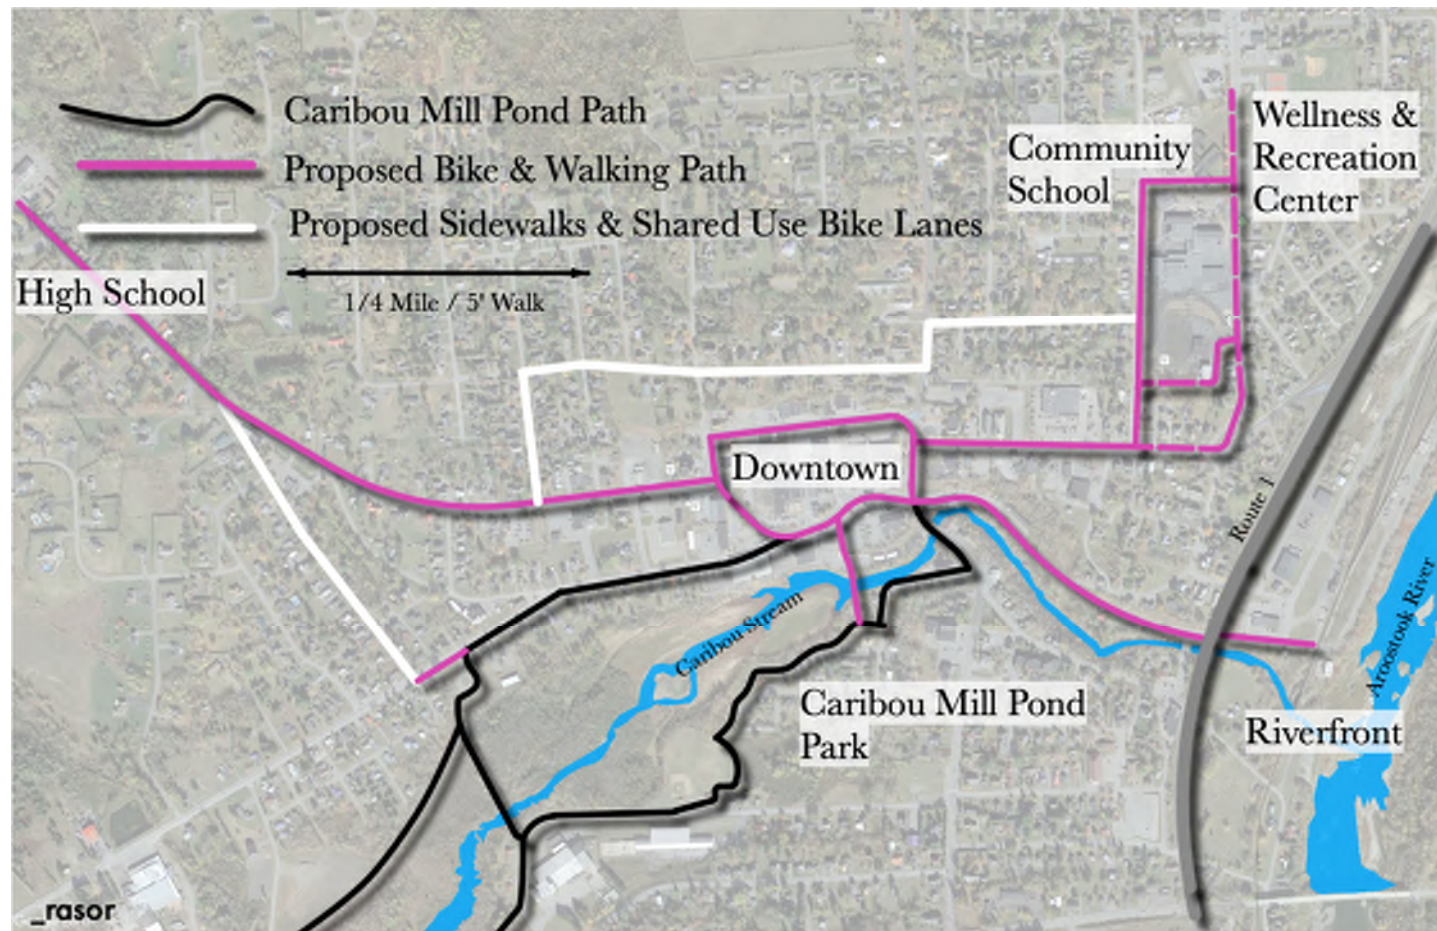 Caribou Mill Pond Path
Proposed Bike & Walking Path
Proposed Sidewalks & Shared Use Bike Lanes
1/4 Mile / 5' Walk
High School
Community
School
Wellness &
Recreation
Center
Downtown
Route 1
Caribou Stream
Aroostook River
Caribou Mill Pond
Park
Riverfront
_rasor